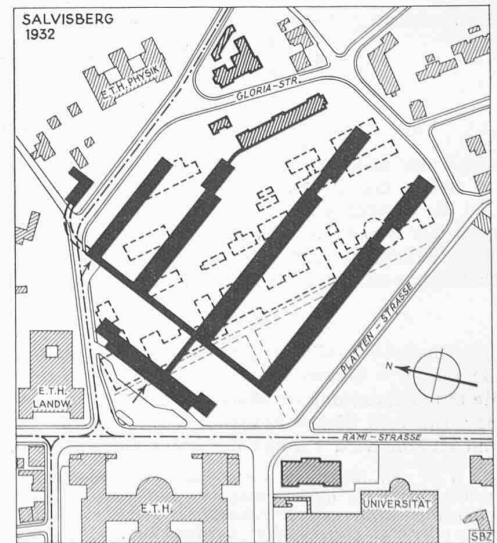 SALVISBERG
1932
E.T.H. PHYSIK
GLORIA-STR.
PLATTEN-STRASSE
N
E.T.H.
LANDW.
RÄMI-STRASSE
E.T.H.
UNIVERSITÄT
SBZ